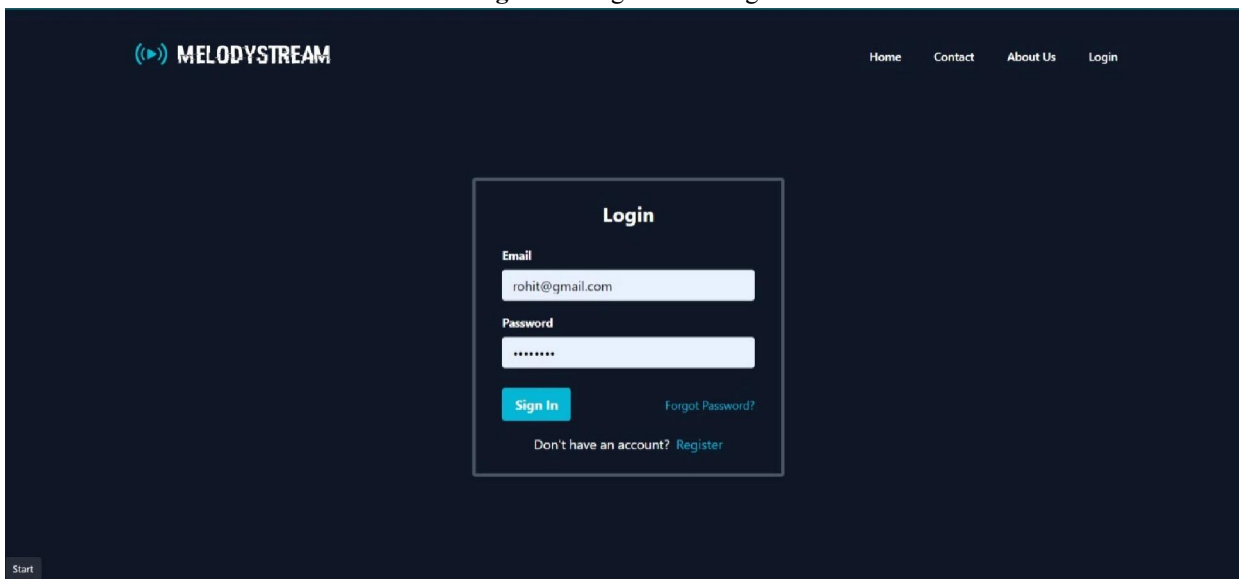 MELODYSTREAM
Home Contact About Us Login
Login
Email
rohit@gmail.com
Password
••••••••
Sign In Forgot Password?
Don't have an account? Register
Start